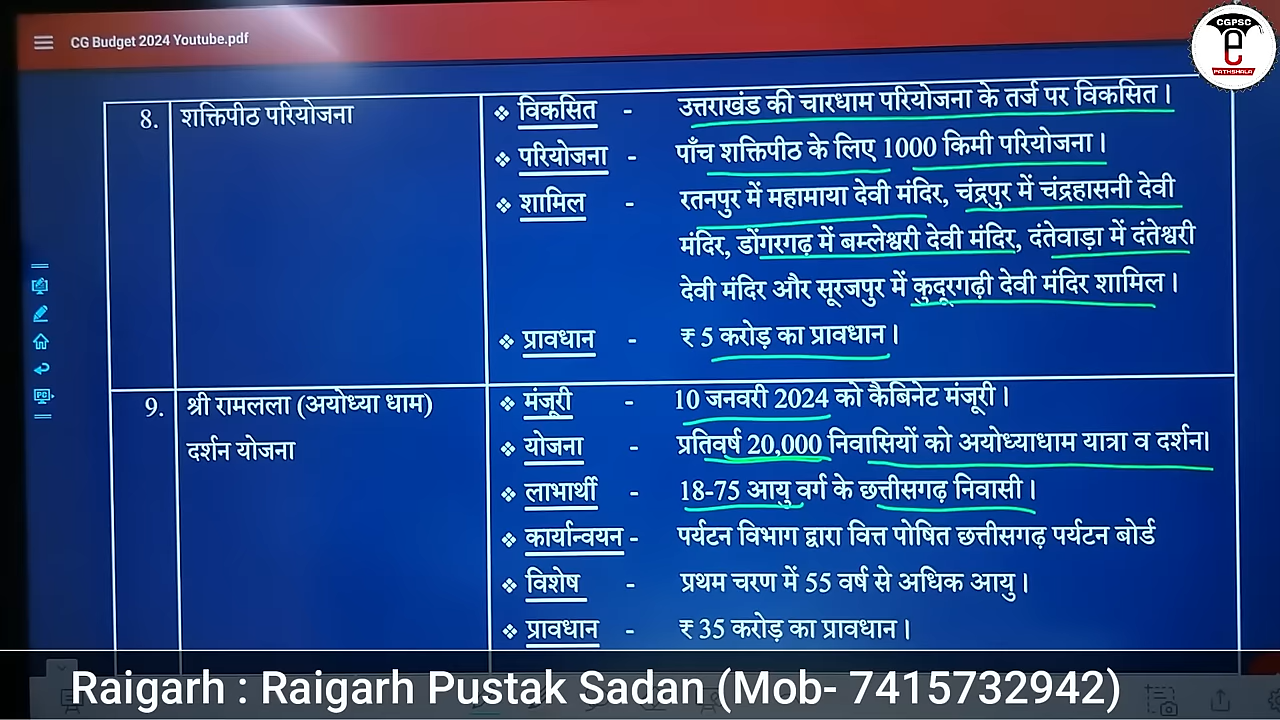 CG Budget 2024 Youtube.pdf
CGPSC
e
PATHSHALA
8. शक्तिपीठ परियोजना
❖ विकसित - उत्तराखंड की चारधाम परियोजना के तर्ज पर विकसित।
❖ परियोजना - पाँच शक्तिपीठ के लिए 1000 किमी परियोजना।
❖ शामिल - रतनपुर में महामाया देवी मंदिर, चंद्रपुर में चंद्रहासनी देवी
मंदिर, डोंगरगढ़ में बम्लेश्वरी देवी मंदिर, दंतेवाड़ा में दंतेश्वरी
देवी मंदिर और सूरजपुर में कुदूरगढ़ी देवी मंदिर शामिल।
❖ प्रावधान - ₹ 5 करोड़ का प्रावधान।
9. श्री रामलला (अयोध्या धाम)
दर्शन योजना
❖ मंजूरी - 10 जनवरी 2024 को कैबिनेट मंजूरी।
❖ योजना - प्रतिवर्ष 20,000 निवासियों को अयोध्याधाम यात्रा व दर्शन।
❖ लाभार्थी - 18-75 आयु वर्ग के छत्तीसगढ़ निवासी।
❖ कार्यान्वयन - पर्यटन विभाग द्वारा वित्त पोषित छत्तीसगढ़ पर्यटन बोर्ड
❖ विशेष - प्रथम चरण में 55 वर्ष से अधिक आयु।
❖ प्रावधान - ₹ 35 करोड़ का प्रावधान।
Raigarh : Raigarh Pustak Sadan (Mob- 7415732942)